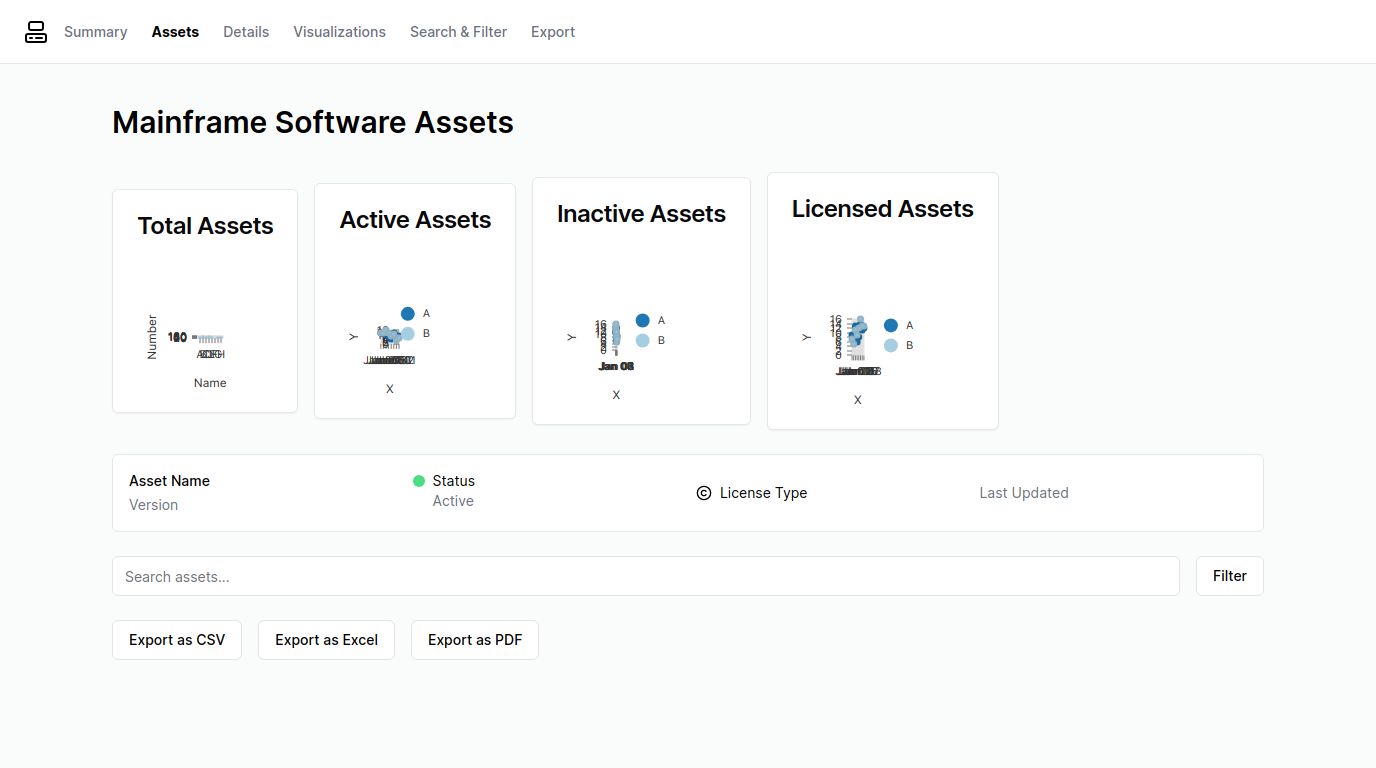 Summary Assets Details Visualizations Search & Filter Export
Mainframe Software Assets
Total Assets
Number
Name
Active Assets
Y
A
B
X
Inactive Assets
Y
A
B
Jan 08
X
Licensed Assets
16
Y
0
A
B
X
Asset Name
Version
Status
Active
License Type
Last Updated
Search assets...
Filter
Export as CSV
Export as Excel
Export as PDF